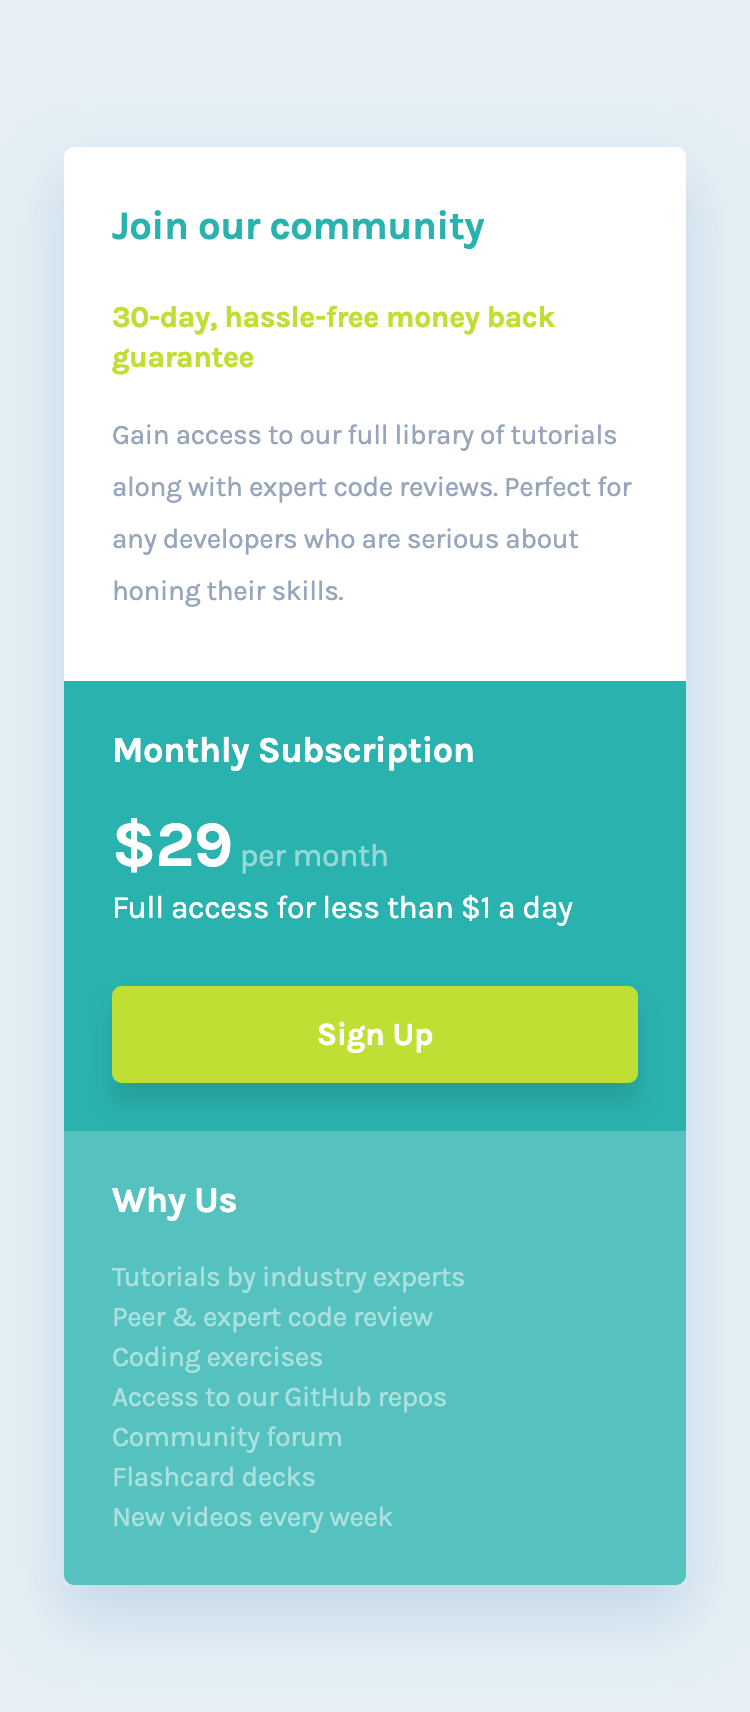 Join our community
30-day, hassle-free money back
guarantee
Gain access to our full library of tutorials
along with expert code reviews. Perfect for
any developers who are serious about
honing their skills.
Monthly Subscription
$29 per month
Full access for less than $1 a day
Sign Up
Why Us
Tutorials by industry experts
Peer & expert code review
Coding exercises
Access to our GitHub repos
Community forum
Flashcard decks
New videos every week